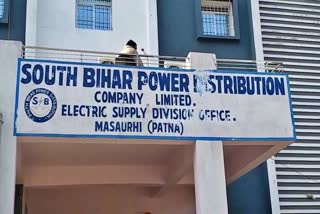 SOUTH BIHAR POWER DISTRIBUTION
COMPANY LIMITED.
ELECTRIC SUPPLY DIVISION OFFICE.
MASAURHI (PATNA)